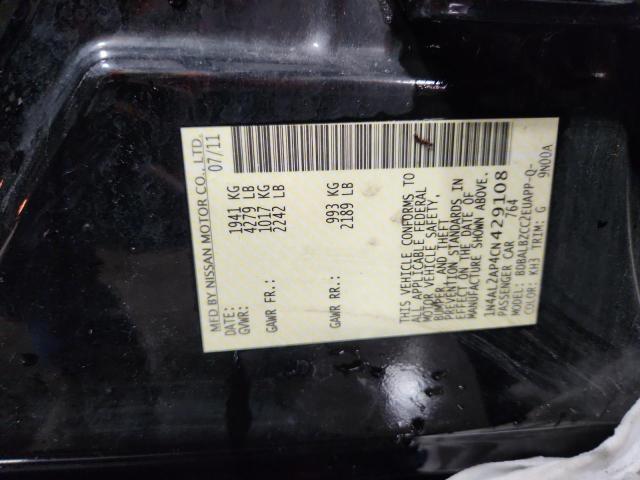 MFD BY NISSAN MOTOR CO., LTD.
DATE: 07/11
GVWR: 1941 KG
4279 LB
GAWR FR.: 1017 KG
2242 LB
GAWR RR.: 993 KG
2189 LB
THIS VEHICLE CONFORMS TO
ALL APPLICABLE FEDERAL
MOTOR VEHICLE SAFETY,
BUMPER, AND THEFT
PREVENTION STANDARDS IN
EFFECT ON THE DATE OF
MANUFACTURE SHOWN ABOVE.
1N4AL2AP4CN429108
PASSENGER CAR 764
MODEL: BDBALBZCC2EUAPP-Q-
COLOR: KH3 TRIM: G 9N00A